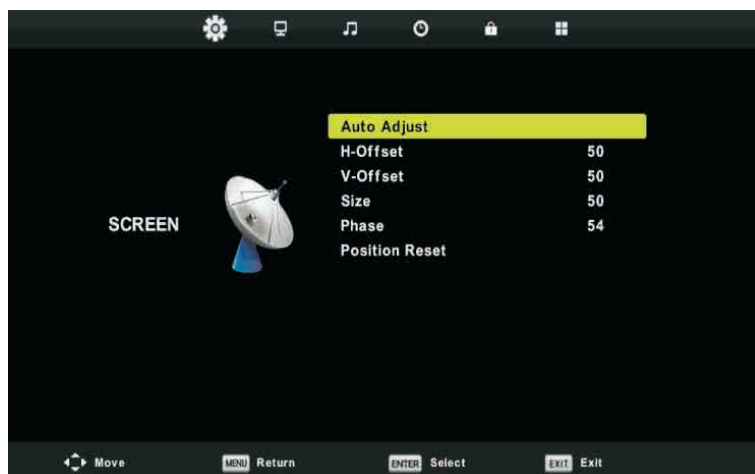 Auto Adjust
H-Offset 50
V-Offset 50
Size 50
SCREEN
Phase 54
Position Reset
Move MENU Return ENTER Select EXIT Exit